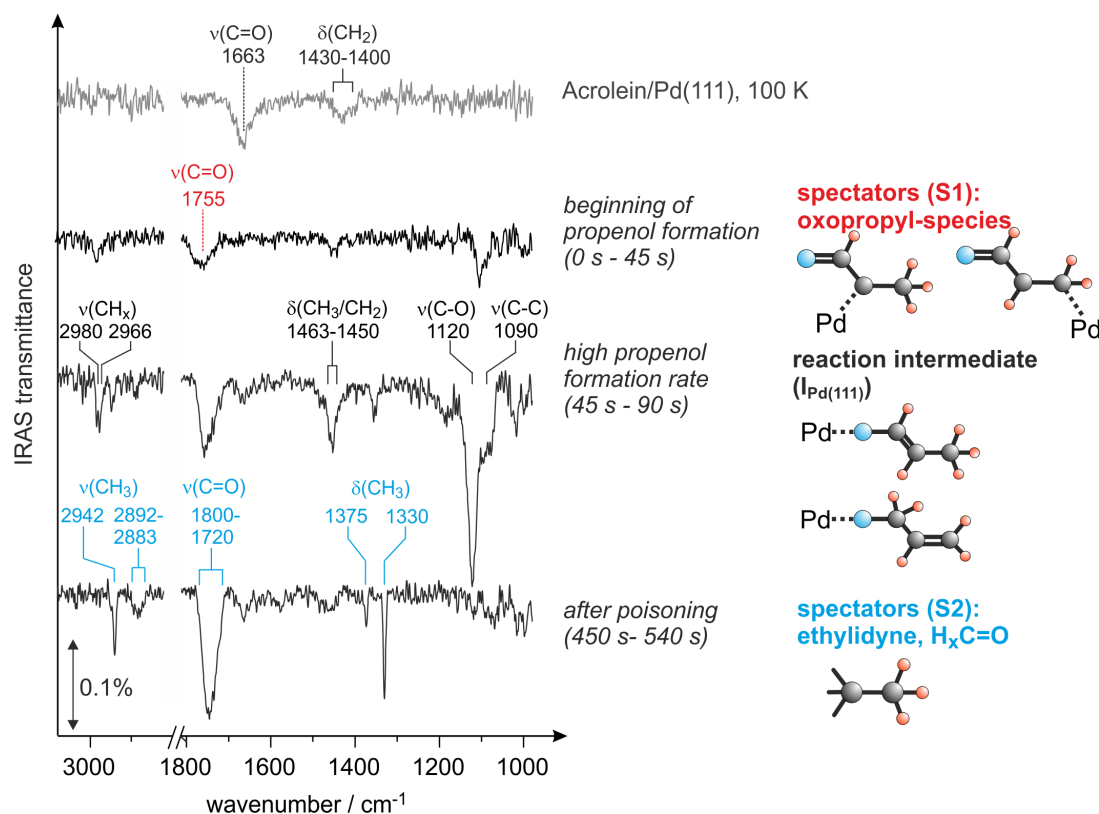 ν(C=O)
1663
δ(CH2)
1430-1400
Acrolein/Pd(111), 100 K
ν(C=O)
1755
beginning of
propenol formation
(0 s - 45 s)
spectators (S1):
oxopropyl-species
Pd
Pd
ν(CHx)
2980 2966
δ(CH3/CH2)
1463-1450
ν(C-O)
1120
ν(C-C)
1090
high propenol
formation rate
(45 s - 90 s)
reaction intermediate
(IPd(111))
Pd
Pd
ν(CH3)
2942
2892-
2883
ν(C=O)
1800-
1720
δ(CH3)
1375 1330
after poisoning
(450 s- 540 s)
spectators (S2):
ethylidyne, HxC=O
0.1%
IRAS transmittance
3000 1800 1600 1400 1200 1000
wavenumber / cm-1